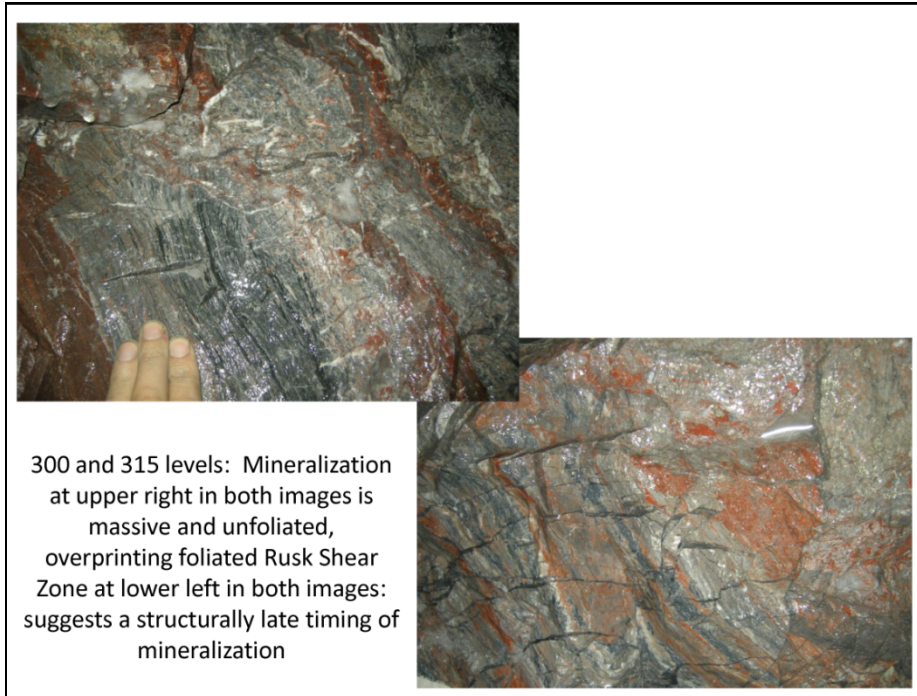 300 and 315 levels:  Mineralization
at upper right in both images is
massive and unfoliated,
overprinting foliated Rusk Shear
Zone at lower left in both images:
suggests a structurally late timing of
mineralization